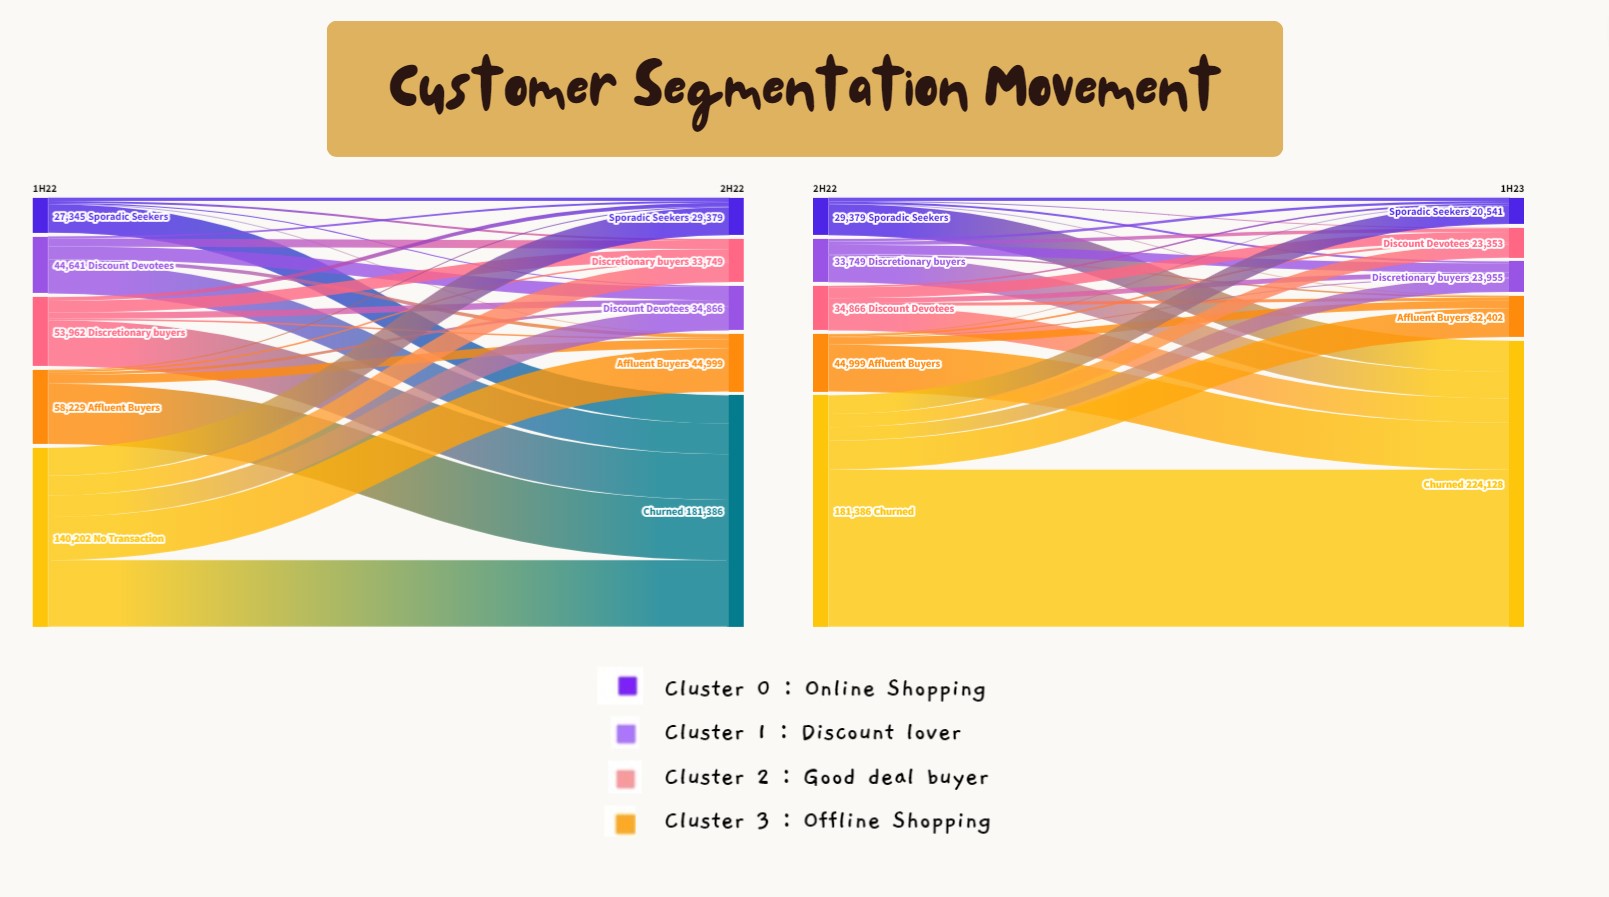 Customer Segmentation Movement
1H22
2H22
27,345 Sporadic Seekers
44,641 Discount Devotees
53,962 Discretionary buyers
58,229 Affluent Buyers
140,202 No Transaction
Sporadic Seekers 29,379
Discretionary buyers 33,749
Discount Devotees 34,866
Affluent Buyers 44,999
Churned 181,386
2H22
1H23
29,379 Sporadic Seekers
33,749 Discretionary buyers
34,866 Discount Devotees
44,999 Affluent Buyers
181,386 Churned
Sporadic Seekers 20,541
Discount Devotees 23,353
Discretionary buyers 23,955
Affluent Buyers 32,402
Churned 224,128
Cluster 0 : Online Shopping
Cluster 1 : Discount lover
Cluster 2 : Good deal buyer
Cluster 3 : Offline Shopping